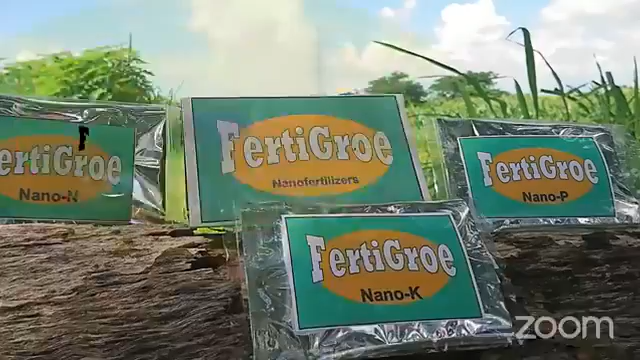 FertiGroe
Nano-N
FertiGroe
Nanofertilizers
FertiGroe
Nano-P
FertiGroe
Nano-K
zoom